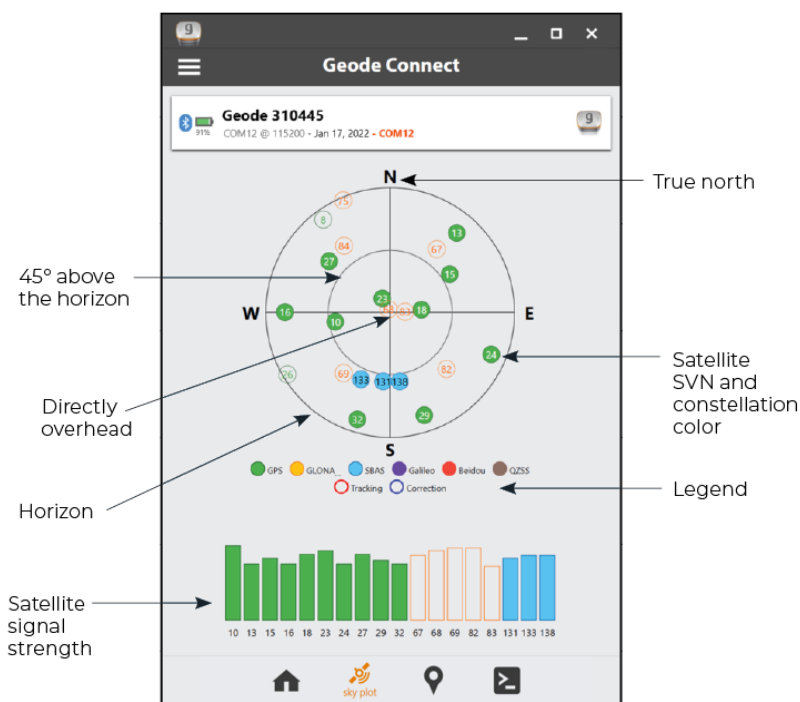 g
Geode Connect
Geode 310445
g
91%
COM12 @ 115200 - Jan 17, 2022 - COM12
N
True north
75
8
13
84
67
27
15
45° above
the horizon
23
W
16
18
E
10
24
Satellite
SVN and
constellation
color
26
69
82
133
131
138
Directly
overhead
32
29
S
GPS
GLONA_
SBAS
Galileo
Beidou
QZSS
Tracking
Correction
Legend
Horizon
Satellite
signal
strength
10 13 15 16 18 23 24 27 29 32 67 68 69 82 83 131 133 138
sky plot